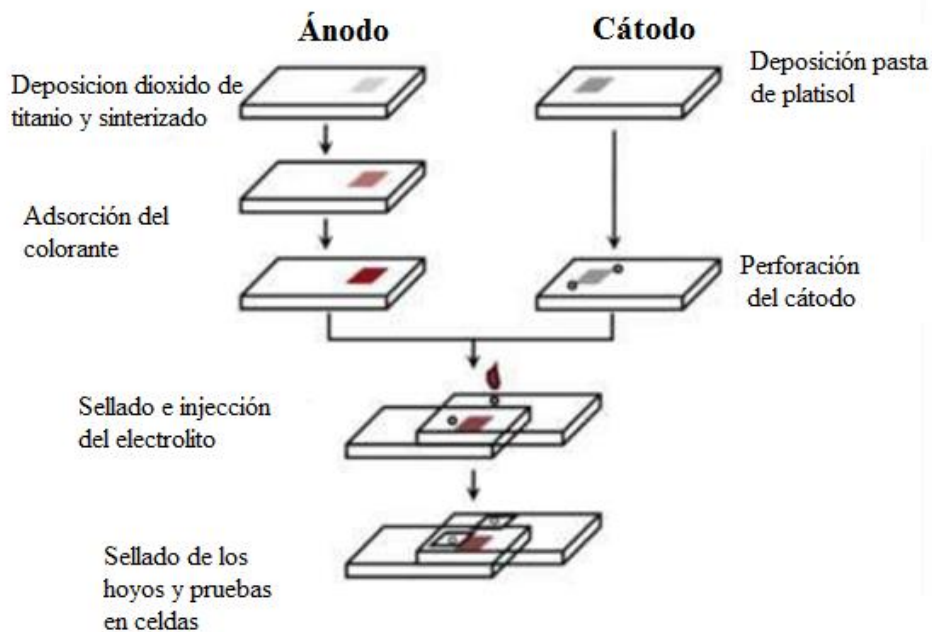 Ánodo
Cátodo
Deposicion dioxido de
titanio y sinterizado
Deposición pasta
de platisol
Adsorción del
colorante
Perforación
del cátodo
Sellado e injección
del electrolito
Sellado de los
hoyos y pruebas
en celdas